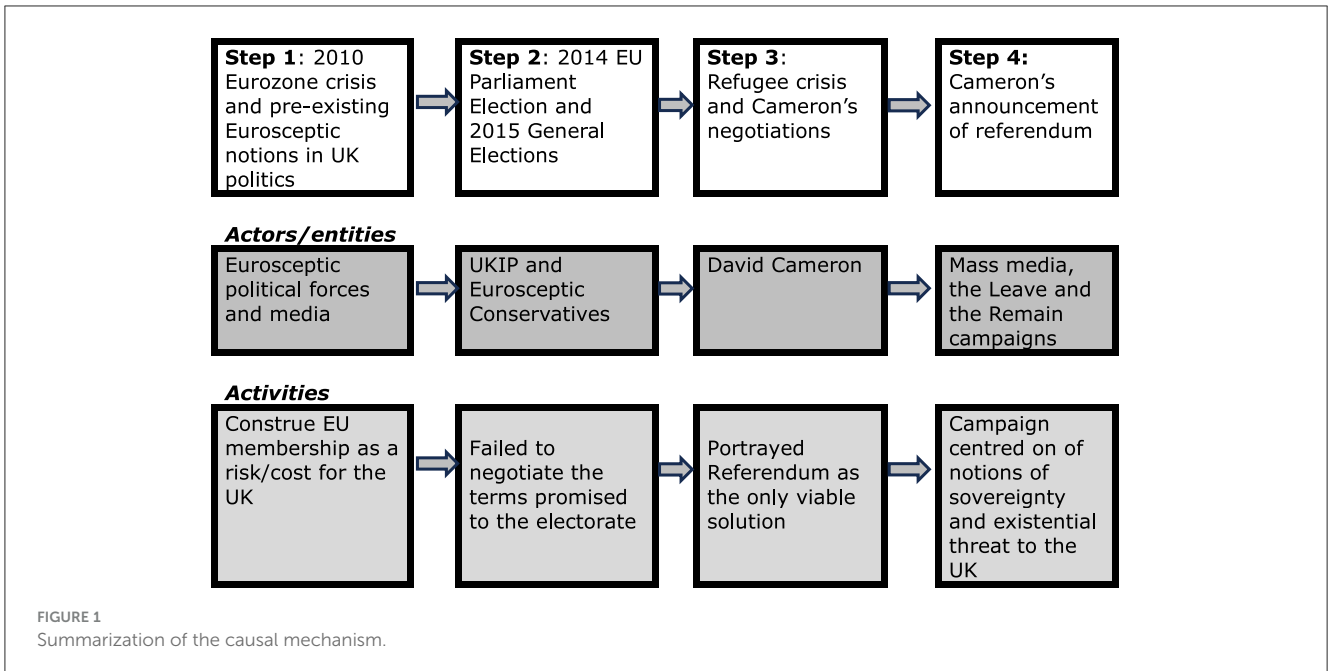 Step 1: 2010
Eurozone crisis
and pre-existing
Eurosceptic
notions in UK
politics
Step 2: 2014 EU
Parliament
Election and
2015 General
Elections
Step 3:
Refugee crisis
and Cameron's
negotiations
Step 4:
Cameron's
announcement
of referendum
Actors/entities
Eurosceptic
political forces
and media
UKIP and
Eurosceptic
Conservatives
David Cameron
Mass media,
the Leave and
the Remain
campaigns
Activities
Construe EU
membership as a
risk/cost for the
UK
Failed to
negotiate the
terms promised
to the electorate
Portrayed
Referendum as
the only viable
solution
Campaign
centred on of
notions of
sovereignty
and existential
threat to the
UK
FIGURE 1
Summarization of the causal mechanism.